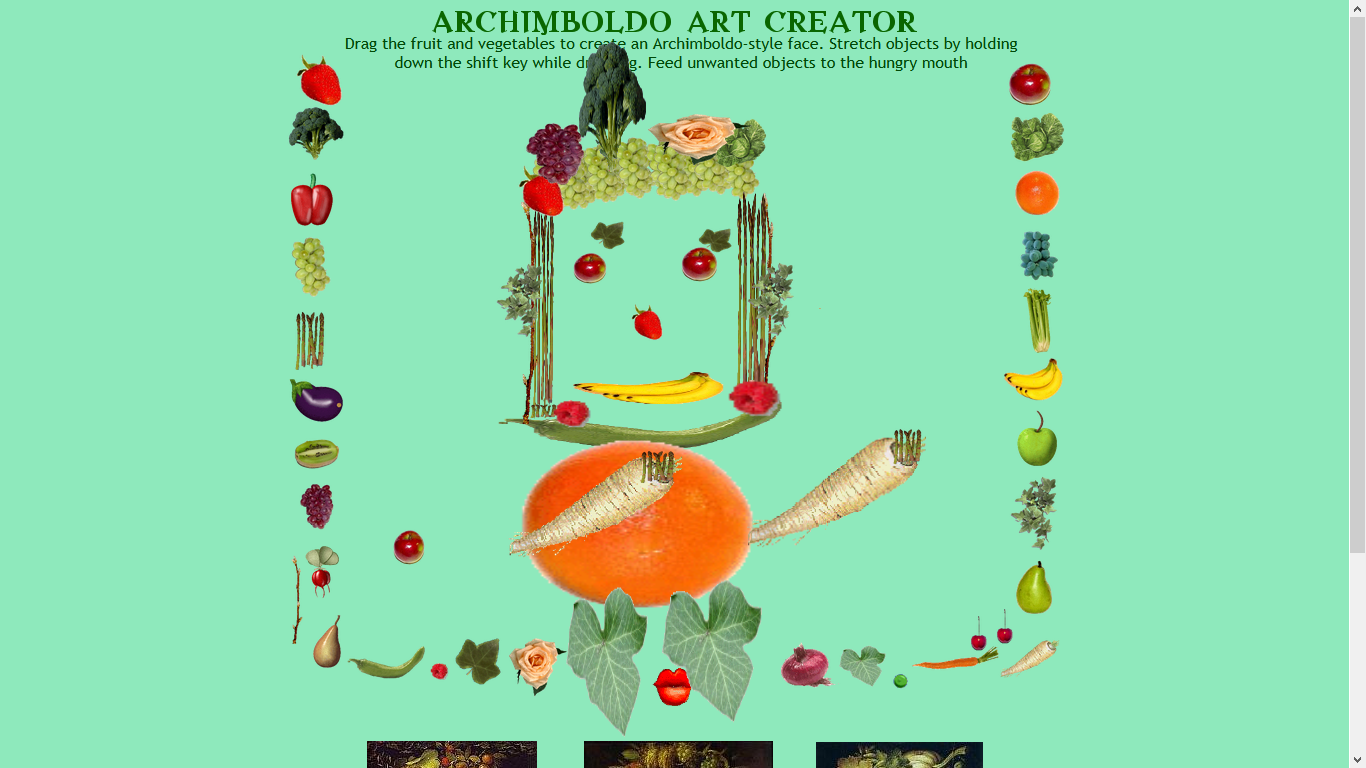 ARCHIMBOLDO ART CREATOR
Drag the fruit and vegetables to create an Archimboldo-style face. Stretch objects by holding
down the shift key while . Feed unwanted objects to the hungry mouth